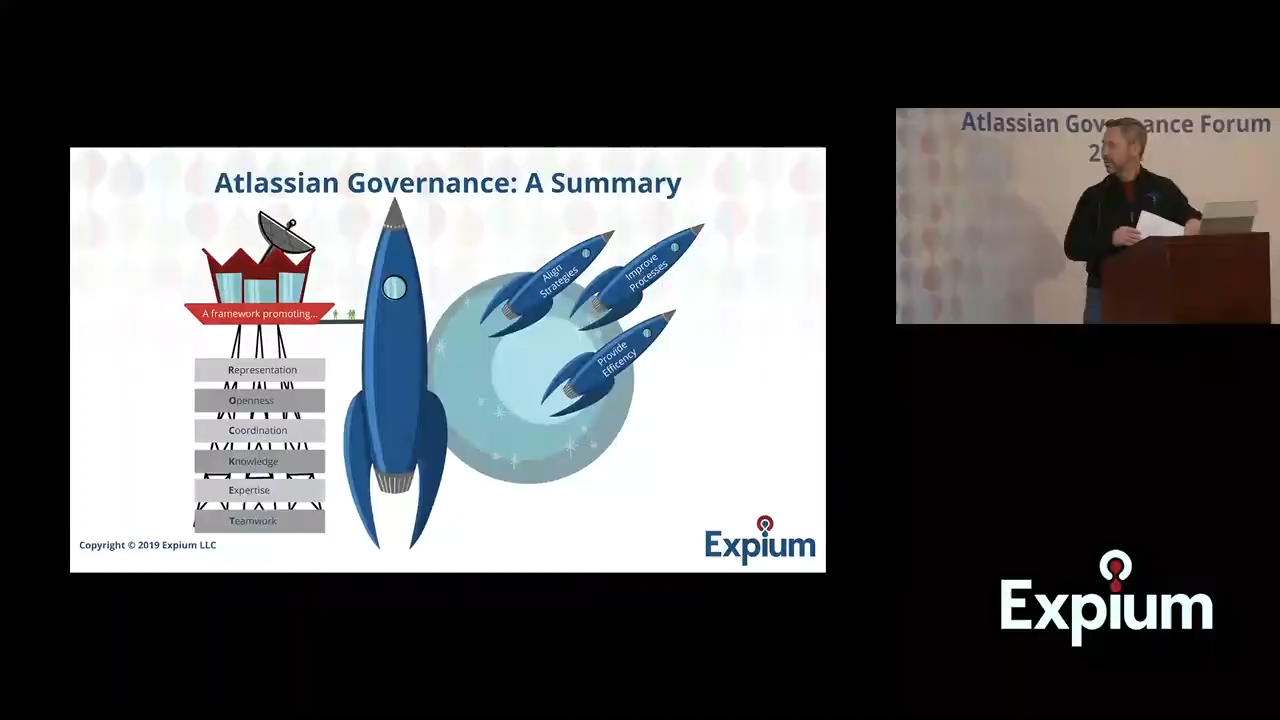 Atlassian Governance: A Summary
A framework promoting...
Representation
Openness
Coordination
Knowledge
Expertise
Teamwork
Align
Strategies
Improve
Processes
Provide
Efficency
Copyright © 2019 Expium LLC
Expium
Atlassian Gov ance Forum
2
Expium